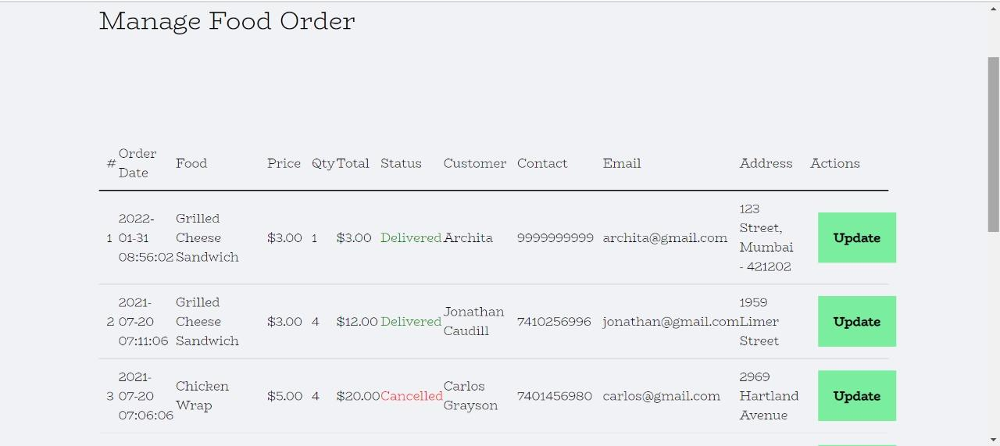 Manage Food Order
# Order Date Food Price Qty Total Status Customer Contact Email Address Actions
1 2022-01-31 08:56:02 Grilled Cheese Sandwich $3.00 1 $3.00 Delivered Archita 9999999999 archita@gmail.com 123 Street, Mumbai - 421202 Update
2 2021-07-20 07:11:06 Grilled Cheese Sandwich $3.00 4 $12.00 Delivered Jonathan Caudill 7410256996 jonathan@gmail.com 1959 Limer Street Update
3 2021-07-20 07:06:06 Chicken Wrap $5.00 4 $20.00 Cancelled Carlos Grayson 7401456980 carlos@gmail.com 2969 Hartland Avenue Update